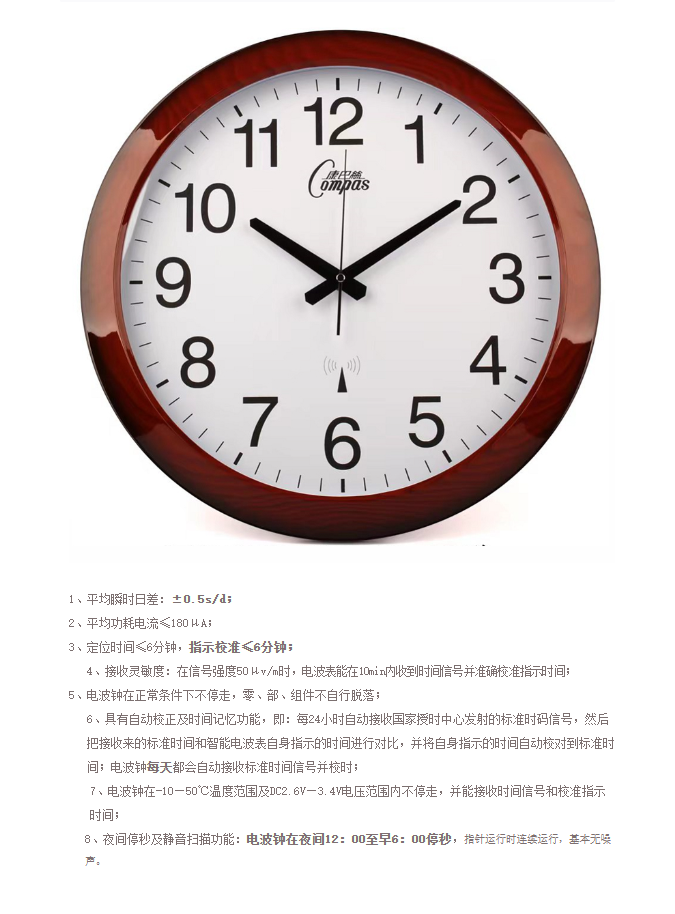 12
11
1
康巴丝
Compas
10
2
9
3
8
4
7
5
6
1、平均瞬时日差：±0.5s/d；
2、平均功耗电流≤180μA；
3、定位时间≤6分钟，指示校准≤6分钟；
4、接收灵敏度：在信号强度50μv/m时，电波表能在10min内收到时间信号并准确校准指示时间；
5、电波钟在正常条件下不停走，零、部、组件不自行脱落；
6、具有自动校正及时间记忆功能，即：每24小时自动接收国家授时中心发射的标准时码信号，然后
把接收来的标准时间和智能电波表自身指示的时间进行对比，并将自身指示的时间自动校对到标准时
间；电波钟每天都会自动接收标准时间信号并校时；
7、电波钟在-10—50℃温度范围及DC2.6V—3.4V电压范围内不停走，并能接收时间信号和校准指示
时间；
8、夜间停秒及静音扫描功能：电波钟在夜间12：00至早6：00停秒，指针运行时连续运行，基本无噪
声。